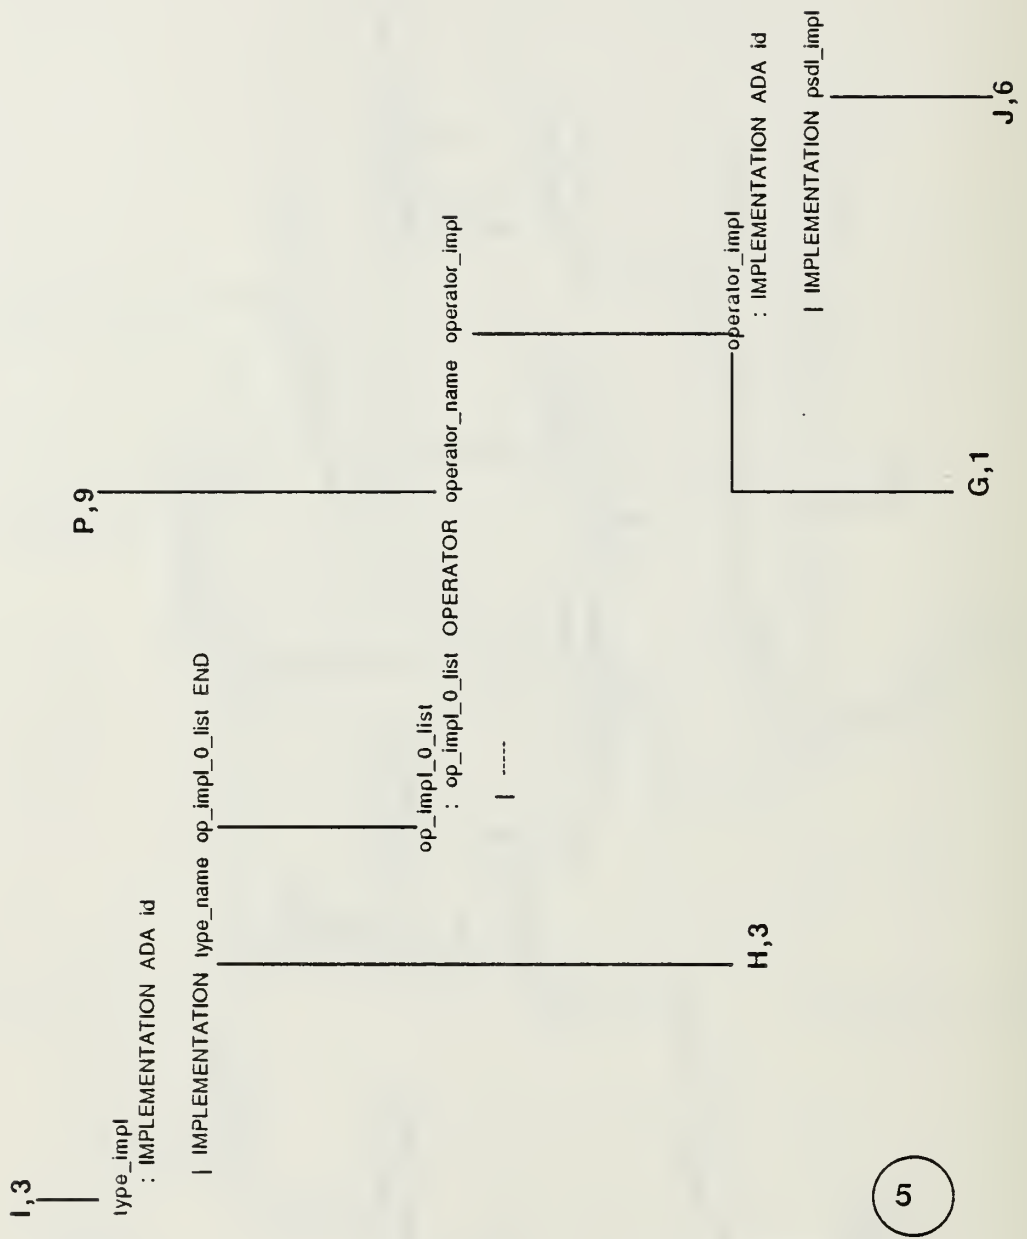 I,3
type_impl
: IMPLEMENTATION ADA id
| IMPLEMENTATION type_name op_impl_0_list END
P,9
op_impl_0_list
: op_impl_0_list OPERATOR operator_name operator_impl
| -----
H,3
operator_impl
: IMPLEMENTATION ADA id
| IMPLEMENTATION psdl_impl
G,1
J,6
5